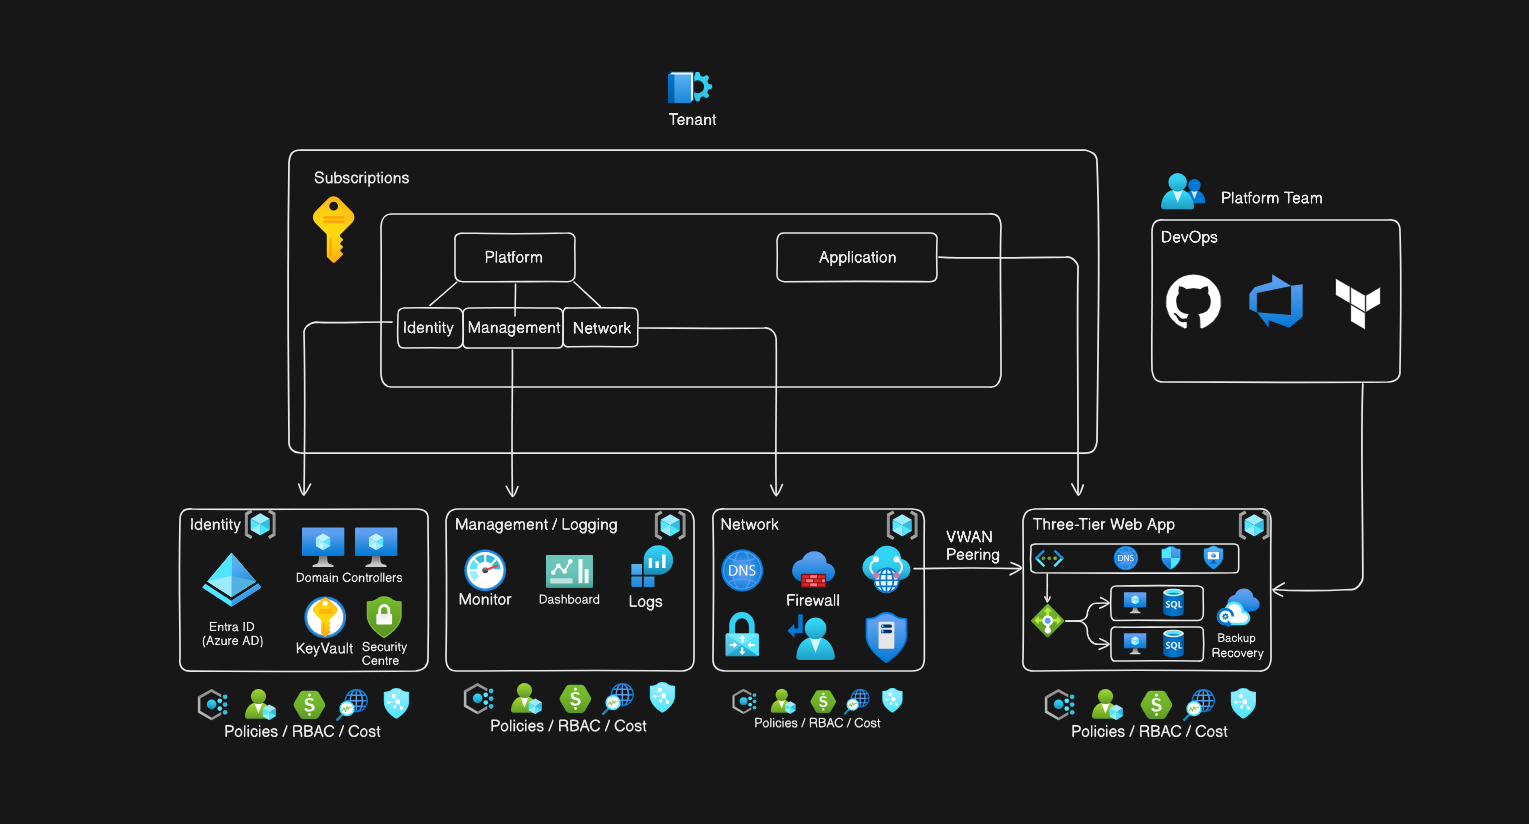 Tenant
Subscriptions
Platform
Application
Identity
Management
Network
Platform Team
DevOps
Identity
Domain Controllers
Entra ID
(Azure AD)
KeyVault
Security
Centre
Policies / RBAC / Cost
Management / Logging
Monitor
Dashboard
Logs
Policies / RBAC / Cost
Network
DNS
Firewall
Policies / RBAC / Cost
VWAN
Peering
Three-Tier Web App
DNS
SQL
SQL
Backup
Recovery
Policies / RBAC / Cost